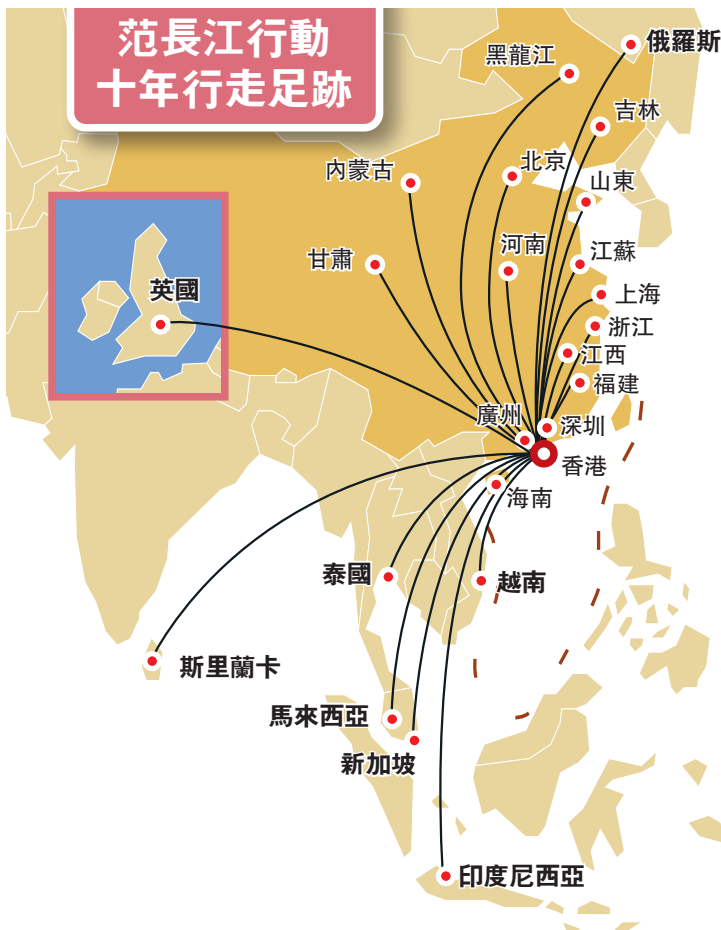 范長江行動
十年行走足跡
俄羅斯
黑龍江
吉林
北京
內蒙古
山東
河南
江蘇
甘肅
英國
上海
浙江
江西
福建
廣州
深圳
香港
海南
泰國
越南
斯里蘭卡
馬來西亞
新加坡
印度尼西亞